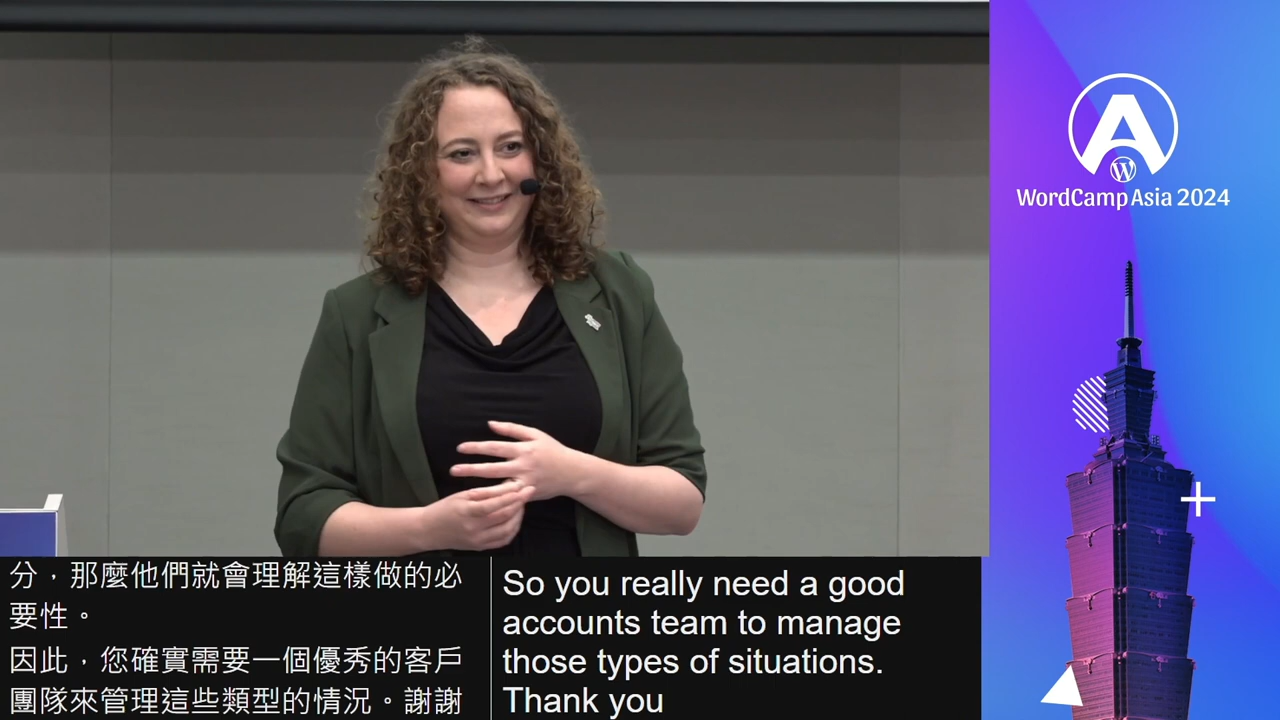 WordCamp Asia 2024
分，那麼他們就會理解這樣做的必
要性。
因此，您確實需要一個優秀的客戶
團隊來管理這些類型的情況。謝謝
So you really need a good
accounts team to manage
those types of situations.
Thank you